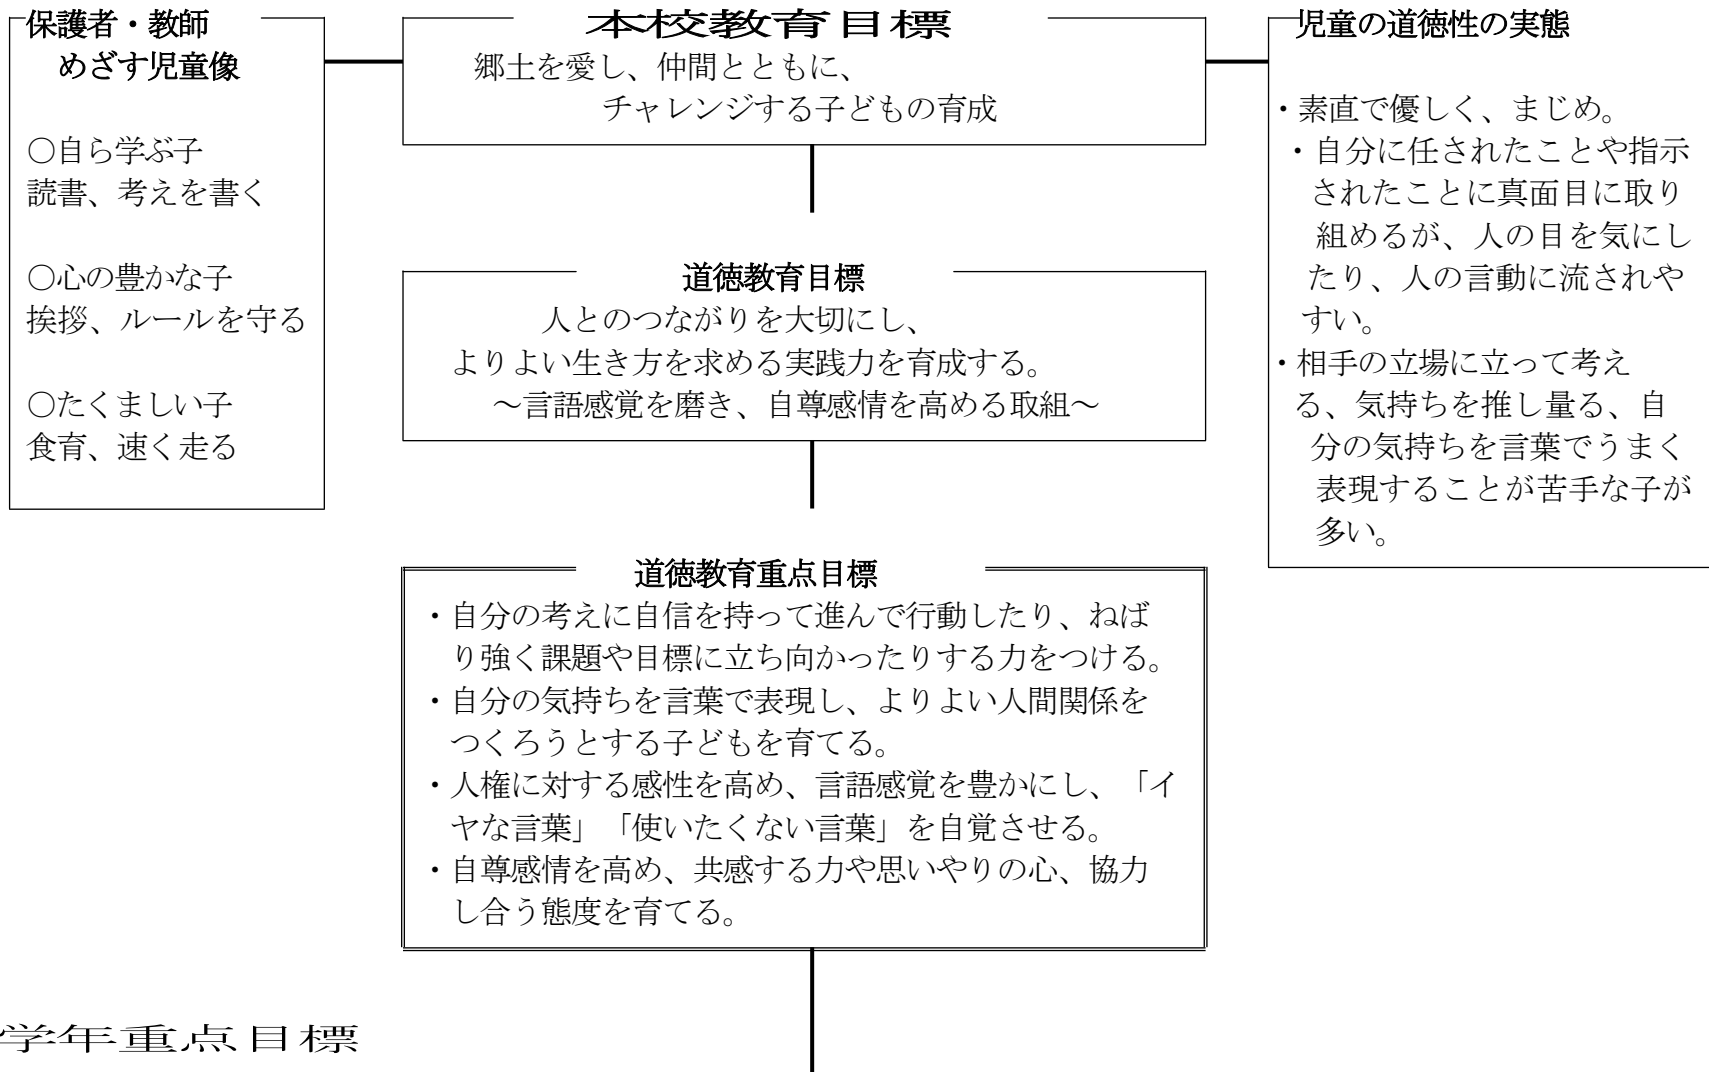 保護者・教師
めざす児童像
○自ら学ぶ子
読書、考えを書く
○心の豊かな子
挨拶、ルールを守る
○たくましい子
食育、速く走る
本校教育目標
郷土を愛し、仲間とともに、
チャレンジする子どもの育成
児童の道徳性の実態
・素直で優しく、まじめ。
・自分に任されたことや指示
されたことに真面目に取り
組めるが、人の目を気にし
たり、人の言動に流されや
すい。
・相手の立場に立って考え
る、気持ちを推し量る、自
分の気持ちを言葉でうまく
表現することが苦手な子が
多い。
道徳教育目標
人とのつながりを大切にし、
よりよい生き方を求める実践力を育成する。
～言語感覚を磨き、自尊感情を高める取組～
道徳教育重点目標
・自分の考えに自信を持って進んで行動したり、ねば
り強く課題や目標に立ち向かったりする力をつける。
・自分の気持ちを言葉で表現し、よりよい人間関係を
つくろうとする子どもを育てる。
・人権に対する感性を高め、言語感覚を豊かにし、「イ
ヤな言葉」「使いたくない言葉」を自覚させる。
・自尊感情を高め、共感する力や思いやりの心、協力
し合う態度を育てる。
学年重点目標